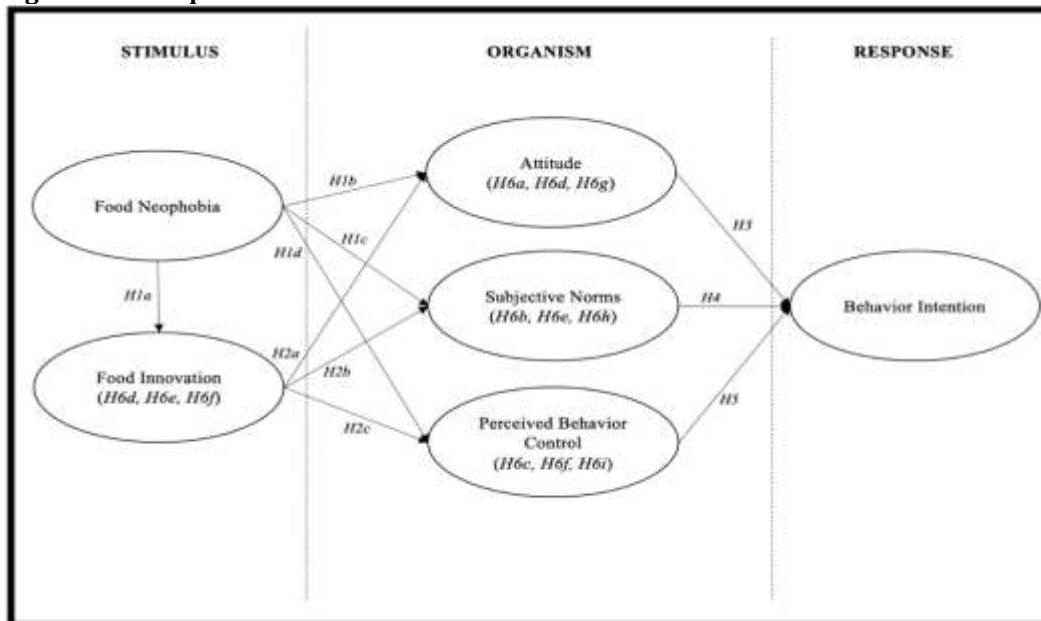 STIMULUS
ORGANISM
RESPONSE
Food Neophobia
H1a
Food Innovation
(H6d, H6e, H6f)
H1b
H1c
H1d
H2a
H2b
H2c
Attitude
(H6a, H6d, H6g)
Subjective Norms
(H6b, H6e, H6h)
Perceived Behavior
Control
(H6c, H6f, H6i)
H3
H4
H5
Behavior Intention